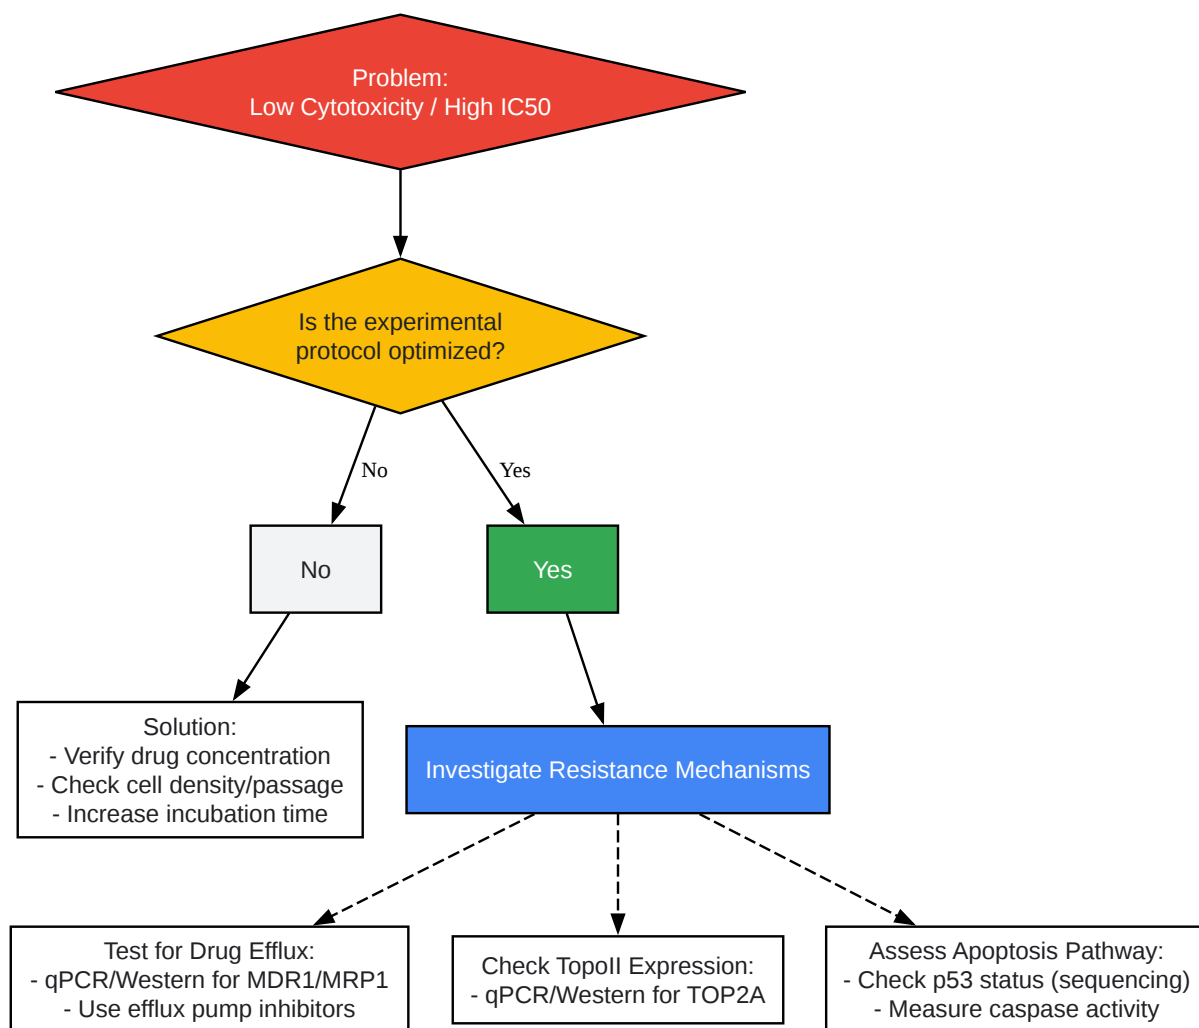 Problem:
Low Cytotoxicity / High IC50
Is the experimental
protocol optimized?
No
Yes
No
Yes
Solution:
- Verify drug concentration
- Check cell density/passage
- Increase incubation time
Investigate Resistance Mechanisms
Test for Drug Efflux:
- qPCR/Western for MDR1/MRP1
- Use efflux pump inhibitors
Check TopoII Expression:
- qPCR/Western for TOP2A
Assess Apoptosis Pathway:
- Check p53 status (sequencing)
- Measure caspase activity